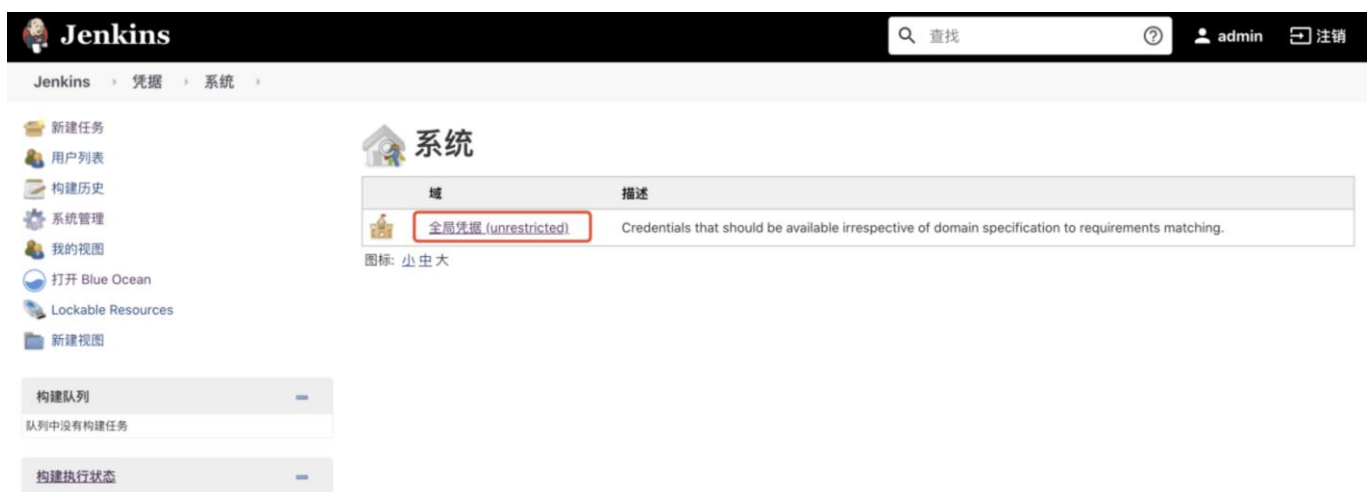 Jenkins
查找
admin
注销
Jenkins 凭据 系统
新建任务
用户列表
构建历史
系统管理
我的视图
打开 Blue Ocean
Lockable Resources
新建视图
构建队列
队列中没有构建任务
构建执行状态
系统
域 描述
全局凭据 (unrestricted) Credentials that should be available irrespective of domain specification to requirements matching.
图标: 小 中 大